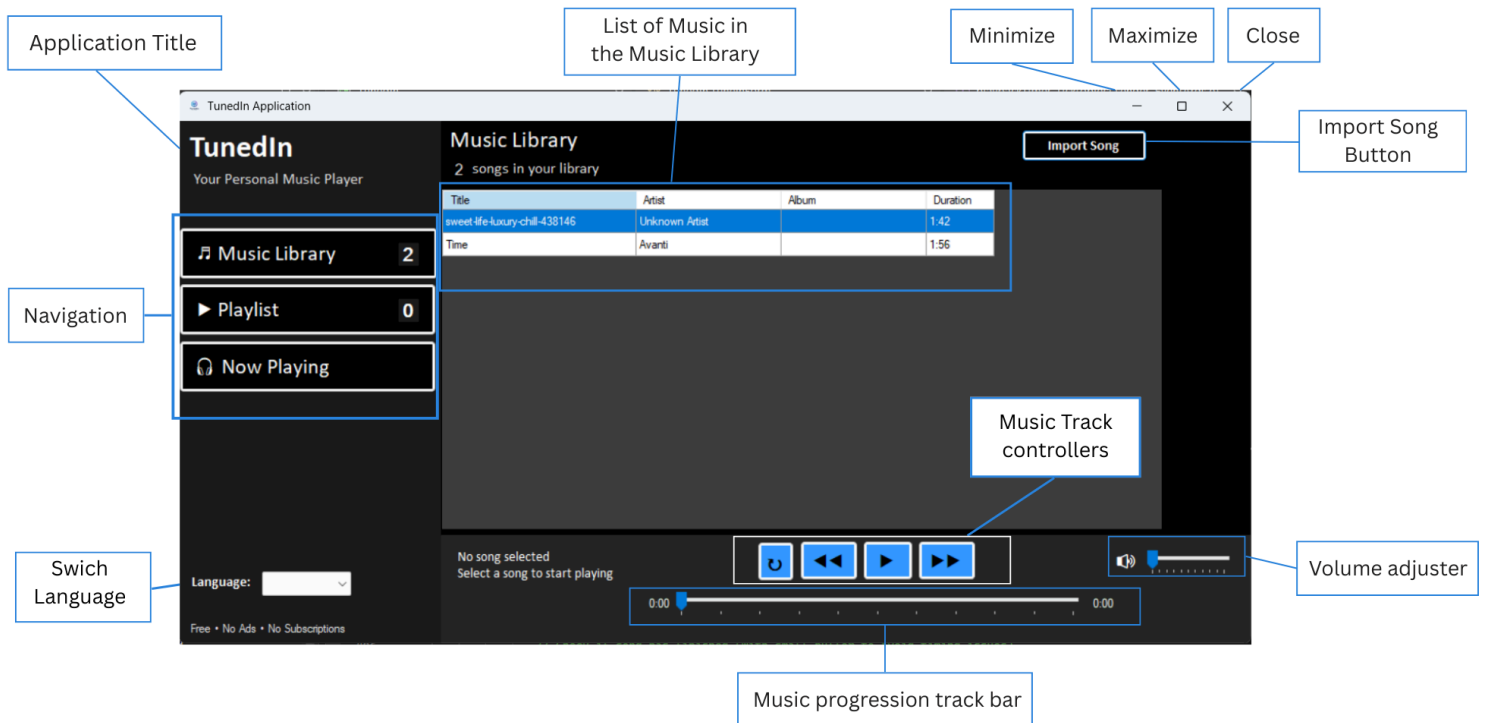 Application Title
List of Music in
the Music Library
Minimize
Maximize
Close
TunedIn Application
TunedIn
Your Personal Music Player
Music Library
2 songs in your library
Import Song
Import Song
Button
Title Artist Album Duration
sweet-life-luxury-chill-438146 Unknown Artist 1:42
Time Avanti 1:56
Music Library 2
Playlist 0
Now Playing
Navigation
Music Track
controllers
No song selected
Select a song to start playing
0:00 0:00
Volume adjuster
Swich
Language
Language:
Free • No Ads • No Subscriptions
Music progression track bar